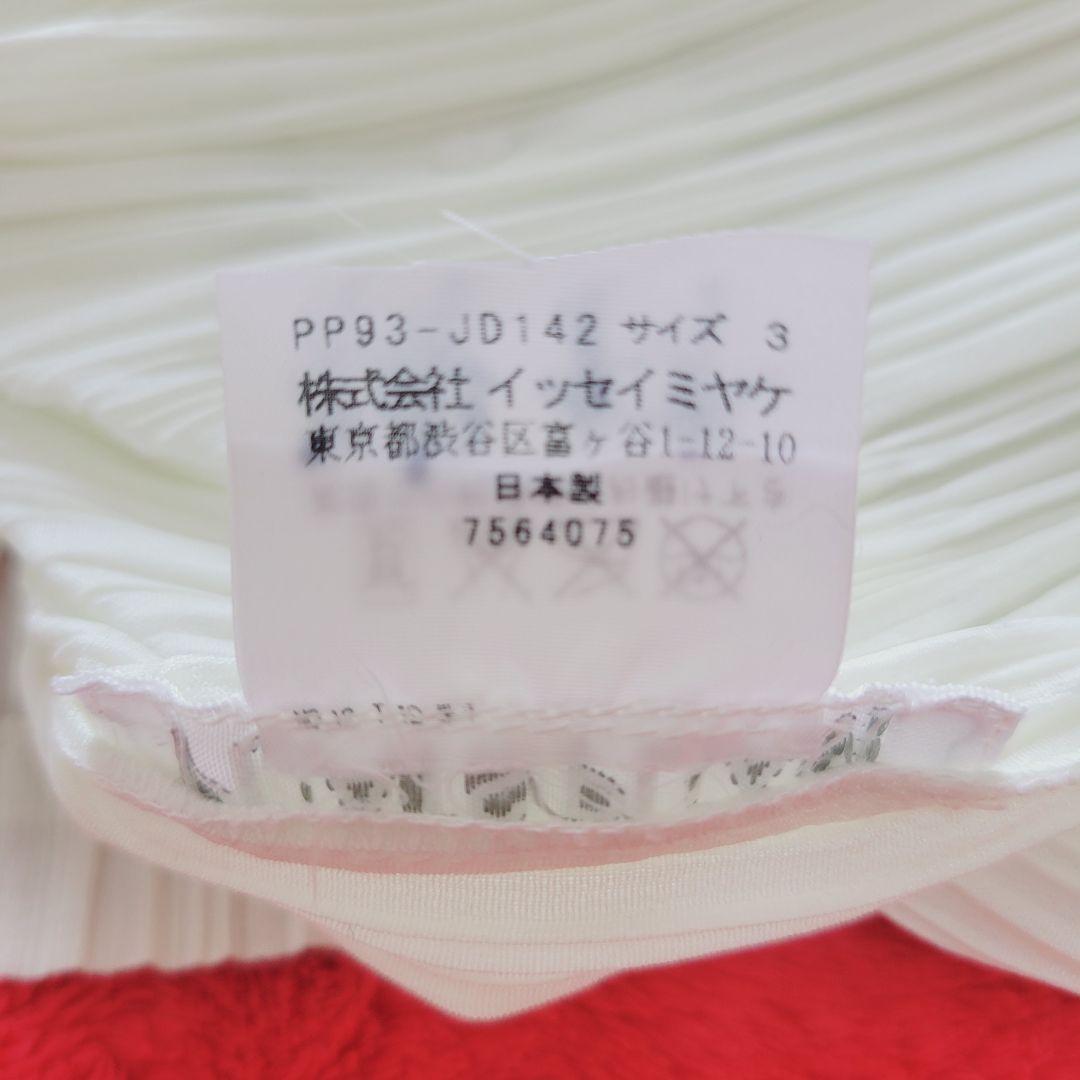 PP93-JD142 サイズ 3
株式会社 イッセイミヤケ
東京都渋谷区富ヶ谷1-12-10
日本製
7564075